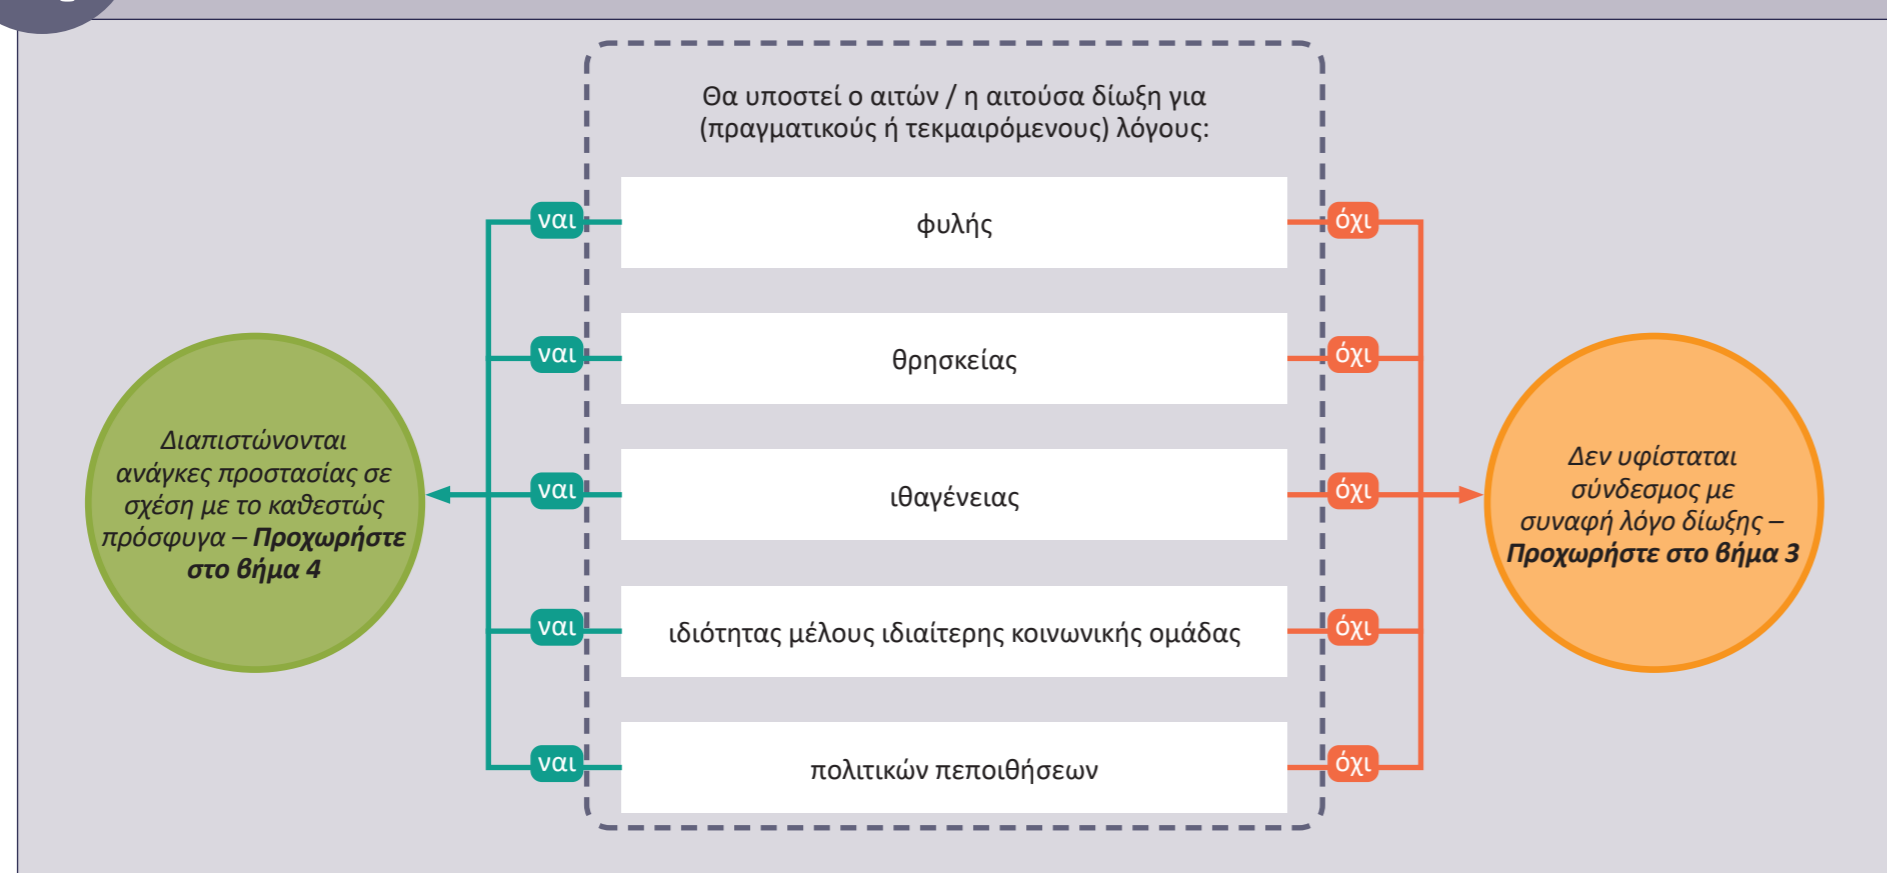 Θα υποστεί ο αιτών / η αιτούσα δίωξη για
(πραγματικούς ή τεκμαιρόμενους) λόγους:
ναι
φυλής
όχι
ναι
θρησκείας
όχι
ναι
ιθαγένειας
όχι
ναι
ιδιότητας μέλους ιδιαίτερης κοινωνικής ομάδας
όχι
ναι
πολιτικών πεποιθήσεων
όχι
Διαπιστώνονται
ανάγκες προστασίας σε
σχέση με το καθεστώς
πρόσφυγα – Προχωρήστε
στο βήμα 4
Δεν υφίσταται
σύνδεσμος με
συναφή λόγο δίωξης –
Προχωρήστε στο βήμα 3